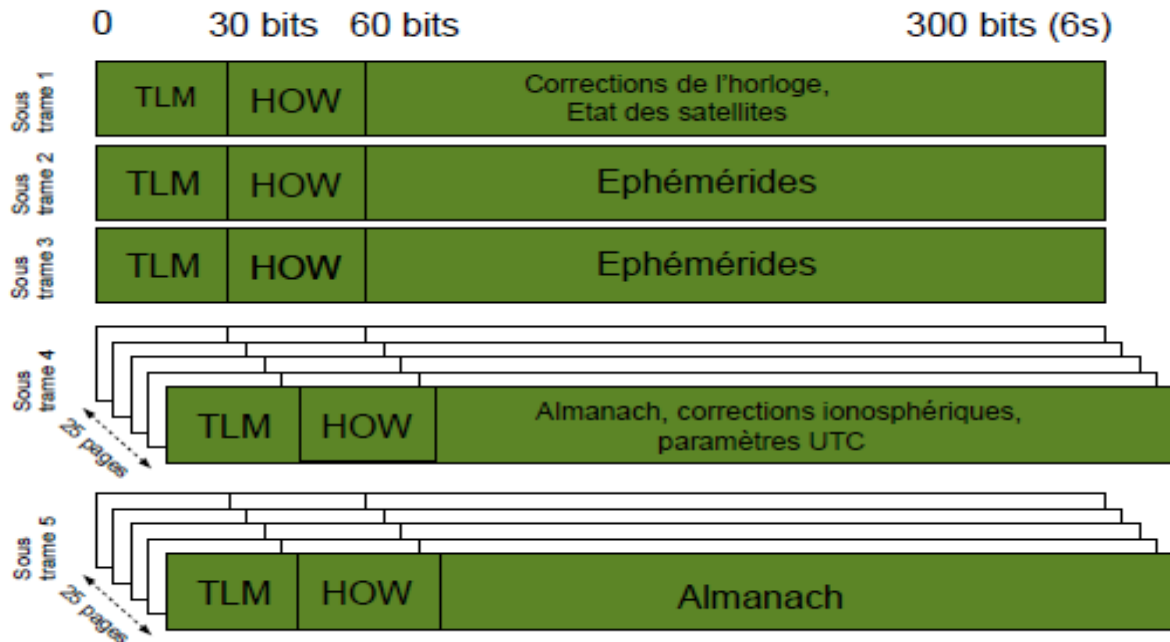 0 30 bits 60 bits 300 bits (6s)
Sous
trame 1
TLM HOW
Corrections de l'horloge,
Etat des satellites
Sous
trame 2
TLM HOW Ephémérides
Sous
trame 3
TLM HOW Ephémérides
Sous
trame 4
25 pages
TLM HOW
Almanach, corrections ionosphériques,
paramètres UTC
Sous
trame 5
25 pages
TLM HOW Almanach